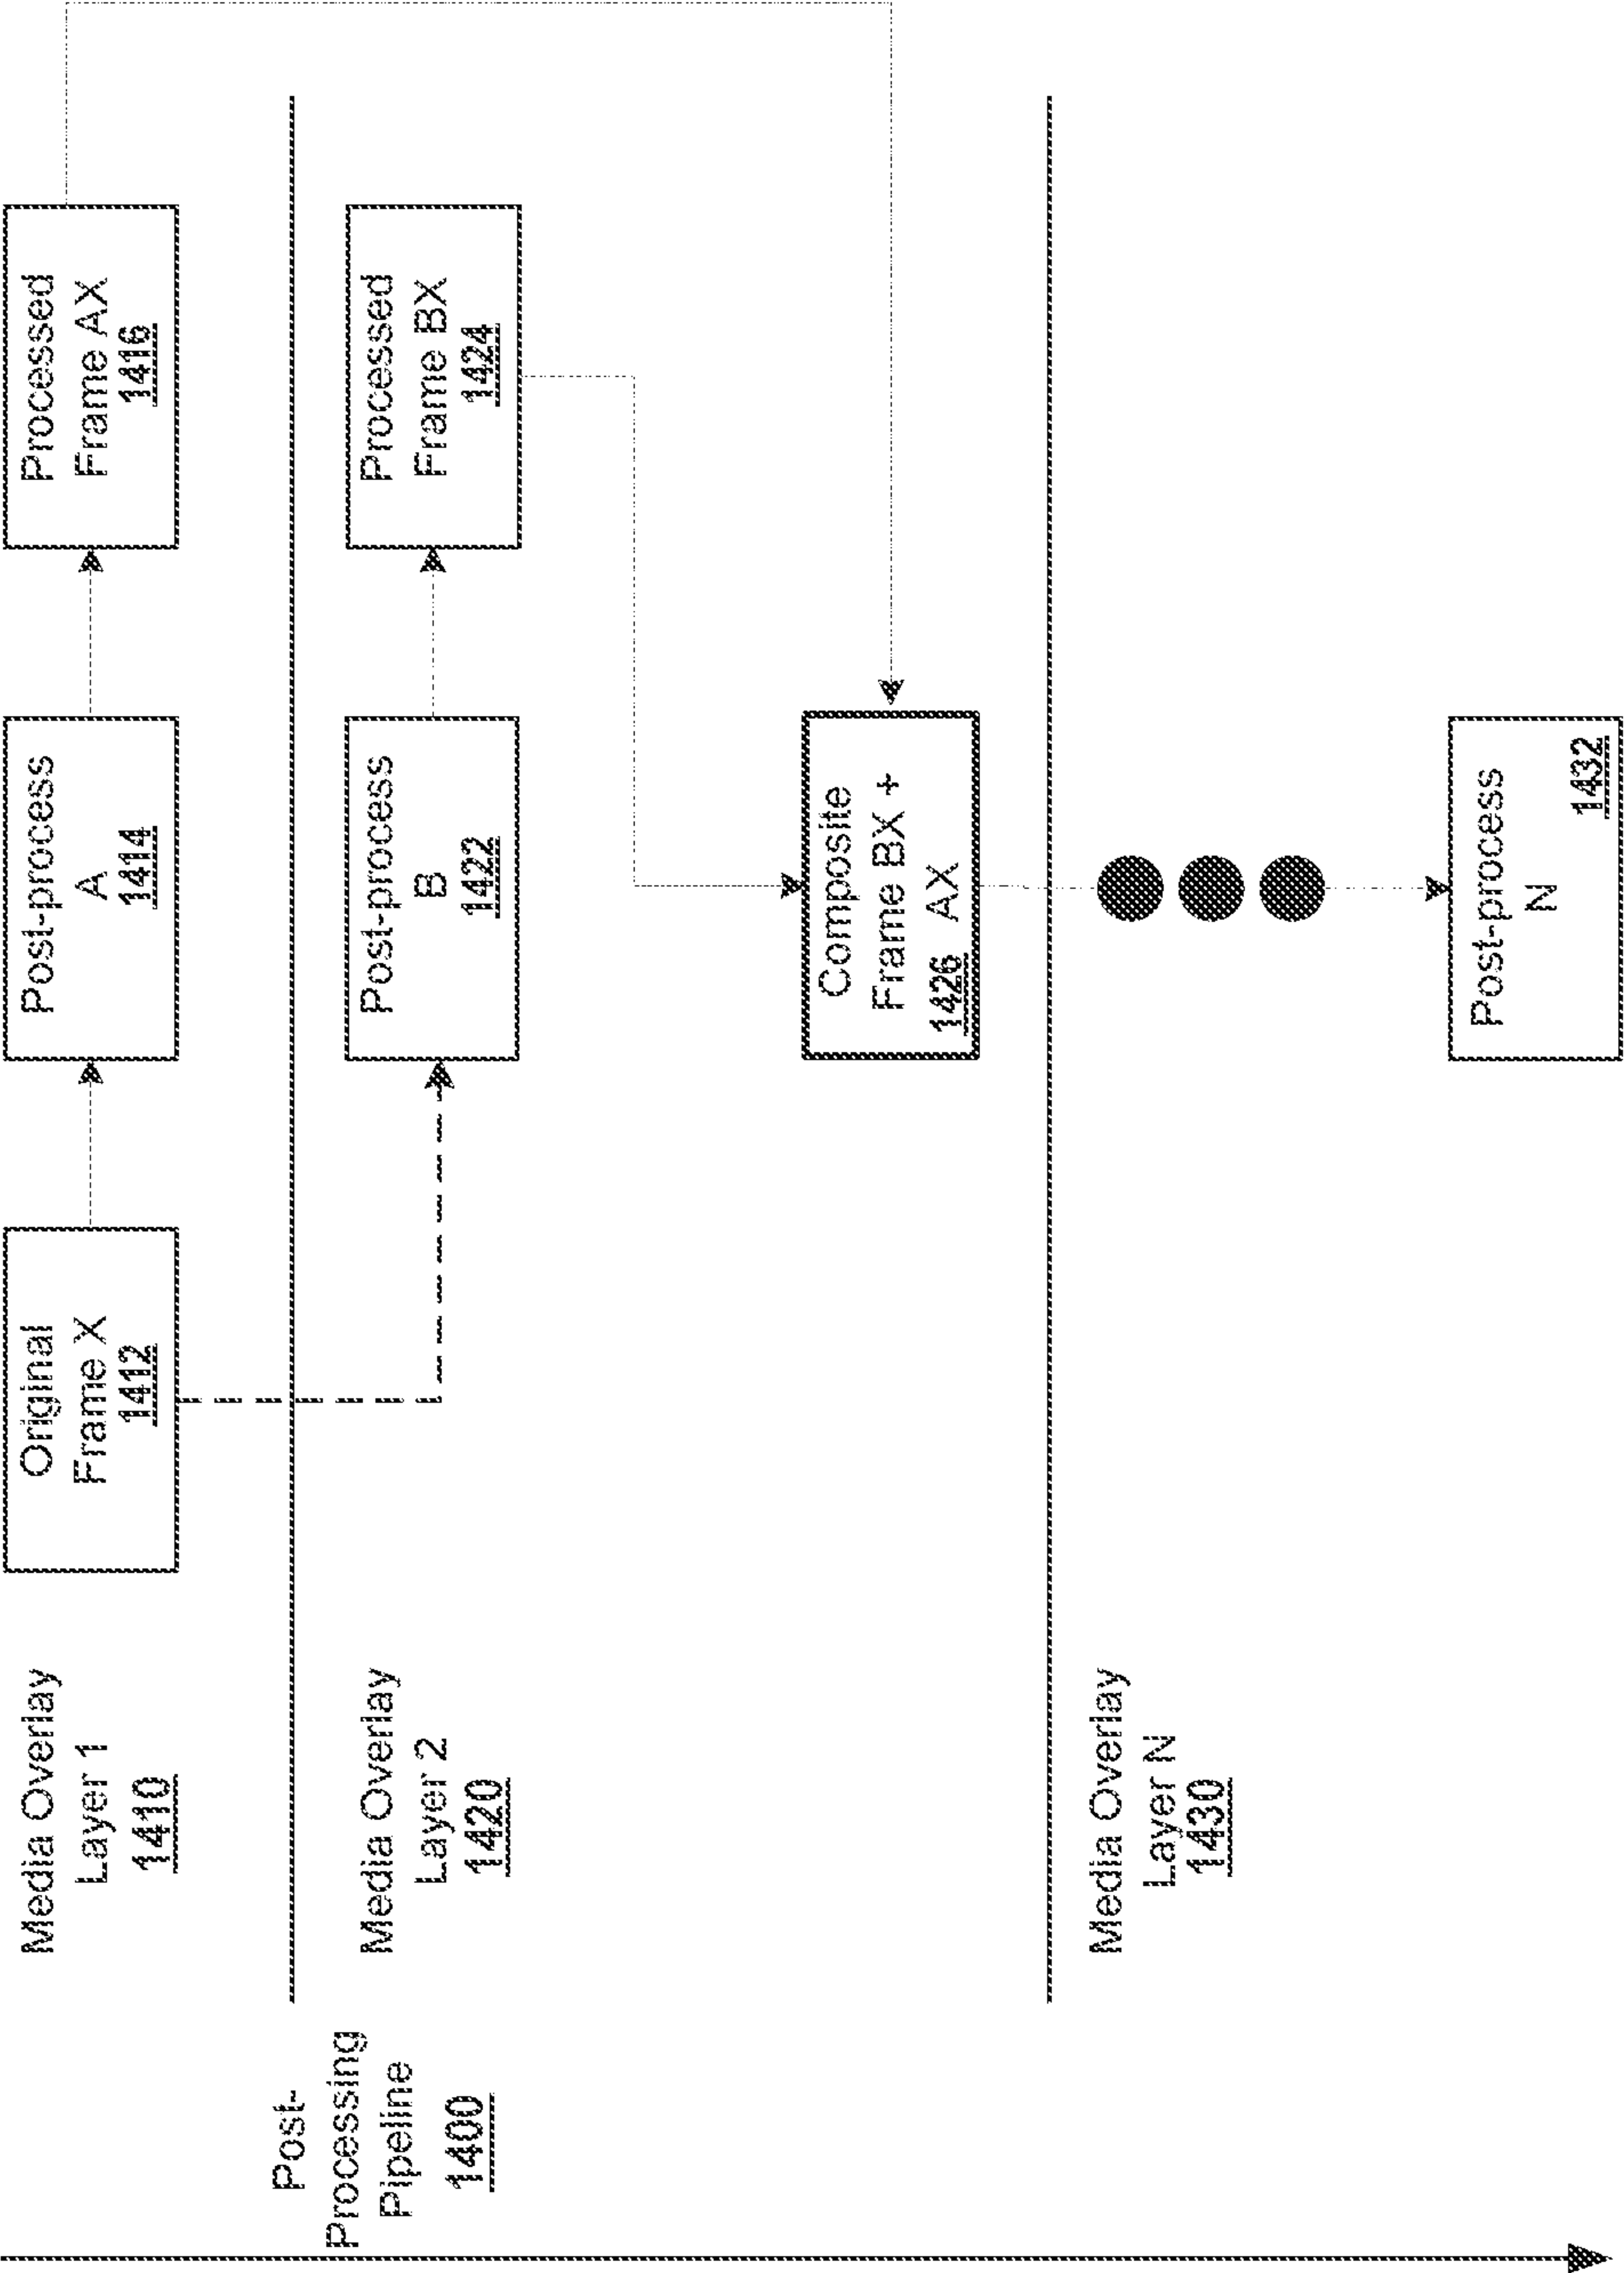 Media Overlay
Layer 1
1410
Original
Frame X
1412
Post-process
A
1414
Processed
Frame AX
1416
Post-
Processing
Pipeline
1400
Media Overlay
Layer 2
1420
Post-process
B
1422
Processed
Frame BX
1424
Composite
Frame BX +
1426 AX
Media Overlay
Layer N
1430
Post-process
N
1432